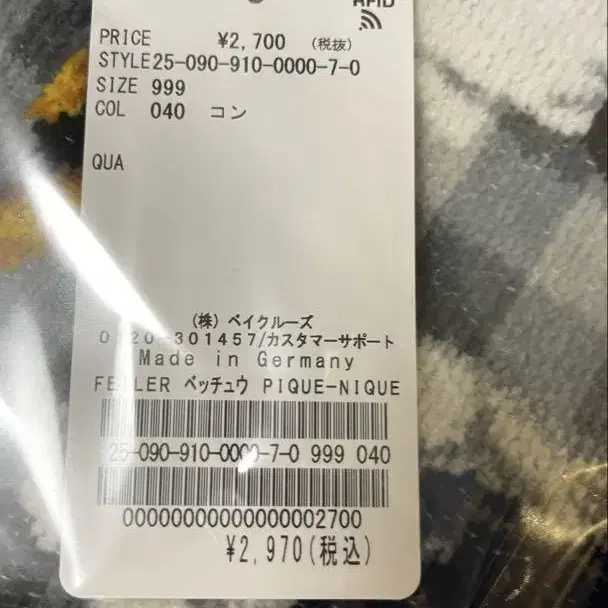 RFID
PRICE ¥2,700 (税抜)
STYLE25-090-910-0000-7-0
SIZE 999
COL 040 コン
QUA
(株) ベイクルーズ
0120-301457/カスタマーサポート
Made in Germany
FEILER ペッチュウ PIQUE-NIQUE
25-090-910-0000-7-0 999 040
000000000000000002700
¥2,970(税込)